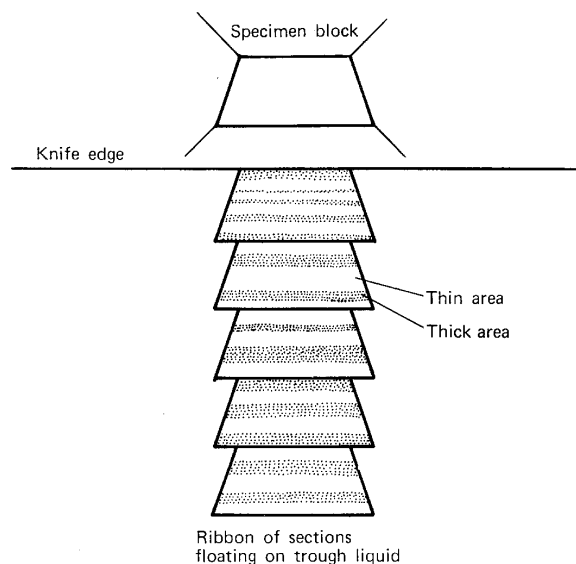 Specimen block
Knife edge
Thin area
Thick area
Ribbon of sections
floating on trough liquid